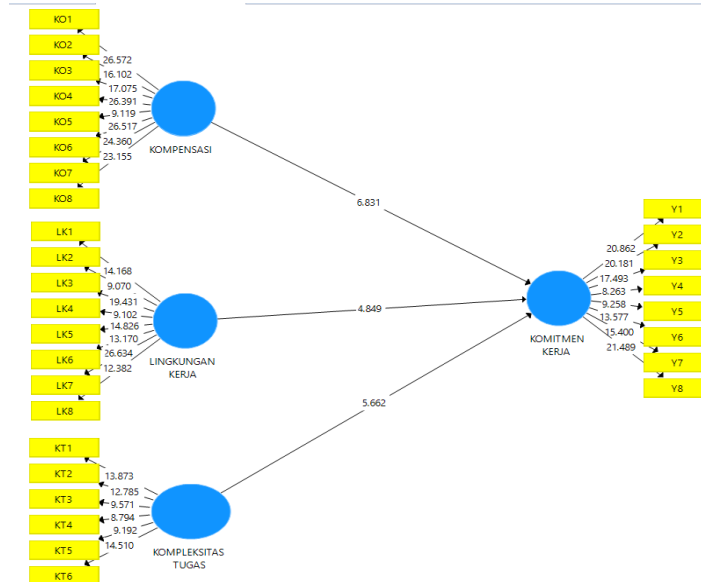 KO1
KO2
KO3
KO4
KO5
KO6
KO7
KO8
26.572
16.102
17.075
26.391
9.119
26.517
24.360
23.155
KOMPENSASI
LK1
LK2
LK3
LK4
LK5
LK6
LK7
LK8
14.168
9.070
19.431
9.102
14.826
13.170
26.634
12.382
LINGKUNGAN
KERJA
KT1
KT2
KT3
KT4
KT5
KT6
13.873
12.785
9.571
8.794
9.192
14.510
KOMPLEKSITAS
TUGAS
6.831
4.849
5.662
KOMITMEN
KERJA
20.862
20.181
17.493
8.263
9.258
13.577
15.400
21.489
Y1
Y2
Y3
Y4
Y5
Y6
Y7
Y8